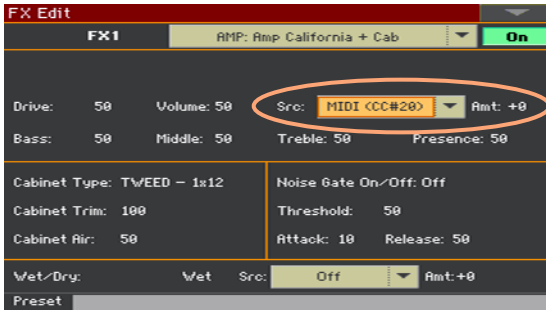 FX Edit
FX1 AMP: Amp California + Cab On
Drive: 50 Volume: 50 Src: MIDI (CC#20) Amt: +0
Bass: 50 Middle: 50 Treble: 50 Presence: 50
Cabinet Type: TWEED - 1x12 Noise Gate On/Off: Off
Cabinet Trim: 100 Threshold: 50
Cabinet Air: 50 Attack: 10 Release: 50
Wet/Dry: Wet Src: Off Amt:+0
Preset